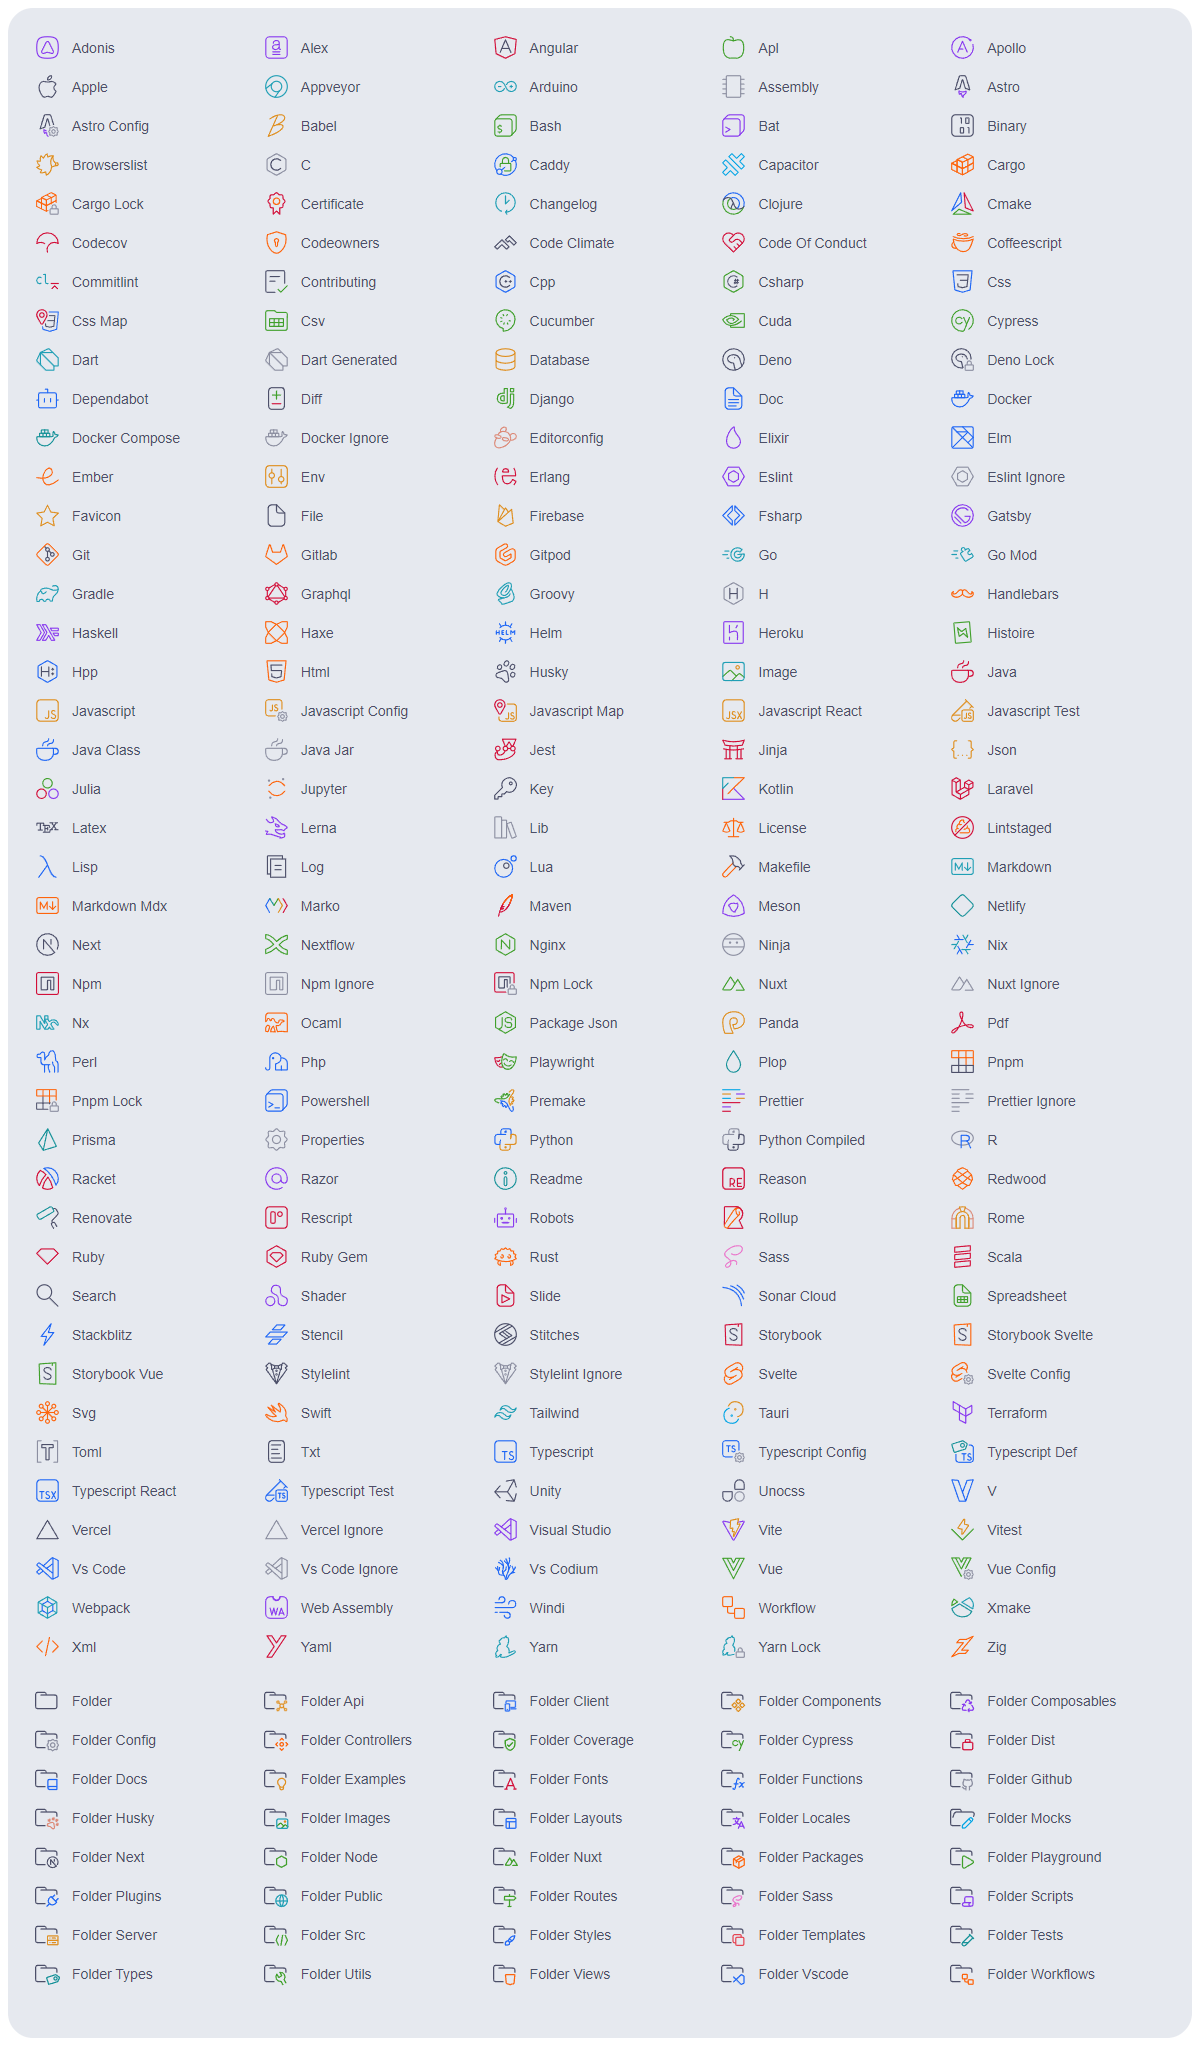 Adonis Alex Angular Apl Apollo
Apple Appveyor Arduino Assembly Astro
Astro Config Babel Bash Bat Binary
Browserslist C Caddy Capacitor Cargo
Cargo Lock Certificate Changelog Clojure Cmake
Codecov Codeowners Code Climate Code Of Conduct Coffeescript
Commitlint Contributing Cpp Csharp Css
Css Map Csv Cucumber Cuda Cypress
Dart Dart Generated Database Deno Deno Lock
Dependabot Diff Django Doc Docker
Docker Compose Docker Ignore Editorconfig Elixir Elm
Ember Env Erlang Eslint Eslint Ignore
Favicon File Firebase Fsharp Gatsby
Git Gitlab Gitpod Go Go Mod
Gradle Graphql Groovy H Handlebars
Haskell Haxe Helm Heroku Histoire
Hpp Html Husky Image Java
Javascript Javascript Config Javascript Map Javascript React Javascript Test
Java Class Java Jar Jest Jinja Json
Julia Jupyter Key Kotlin Laravel
Latex Lerna Lib License Lintstaged
Lisp Log Lua Makefile Markdown
Markdown Mdx Marko Maven Meson Netlify
Next Nextflow Nginx Ninja Nix
Npm Npm Ignore Npm Lock Nuxt Nuxt Ignore
Nx Ocaml Package Json Panda Pdf
Perl Php Playwright Plop Pnpm
Pnpm Lock Powershell Premake Prettier Prettier Ignore
Prisma Properties Python Python Compiled R
Racket Razor Readme Reason Redwood
Renovate Rescript Robots Rollup Rome
Ruby Ruby Gem Rust Sass Scala
Search Shader Slide Sonar Cloud Spreadsheet
Stackblitz Stencil Stitches Storybook Storybook Svelte
Storybook Vue Stylelint Stylelint Ignore Svelte Svelte Config
Svg Swift Tailwind Tauri Terraform
Toml Txt Typescript Typescript Config Typescript Def
Typescript React Typescript Test Unity Unocss V
Vercel Vercel Ignore Visual Studio Vite Vitest
Vs Code Vs Code Ignore Vs Codium Vue Vue Config
Webpack Web Assembly Windi Workflow Xmake
Xml Yaml Yarn Yarn Lock Zig
Folder Folder Api Folder Client Folder Components Folder Composables
Folder Config Folder Controllers Folder Coverage Folder Cypress Folder Dist
Folder Docs Folder Examples Folder Fonts Folder Functions Folder Github
Folder Husky Folder Images Folder Layouts Folder Locales Folder Mocks
Folder Next Folder Node Folder Nuxt Folder Packages Folder Playground
Folder Plugins Folder Public Folder Routes Folder Sass Folder Scripts
Folder Server Folder Src Folder Styles Folder Templates Folder Tests
Folder Types Folder Utils Folder Views Folder Vscode Folder Workflows